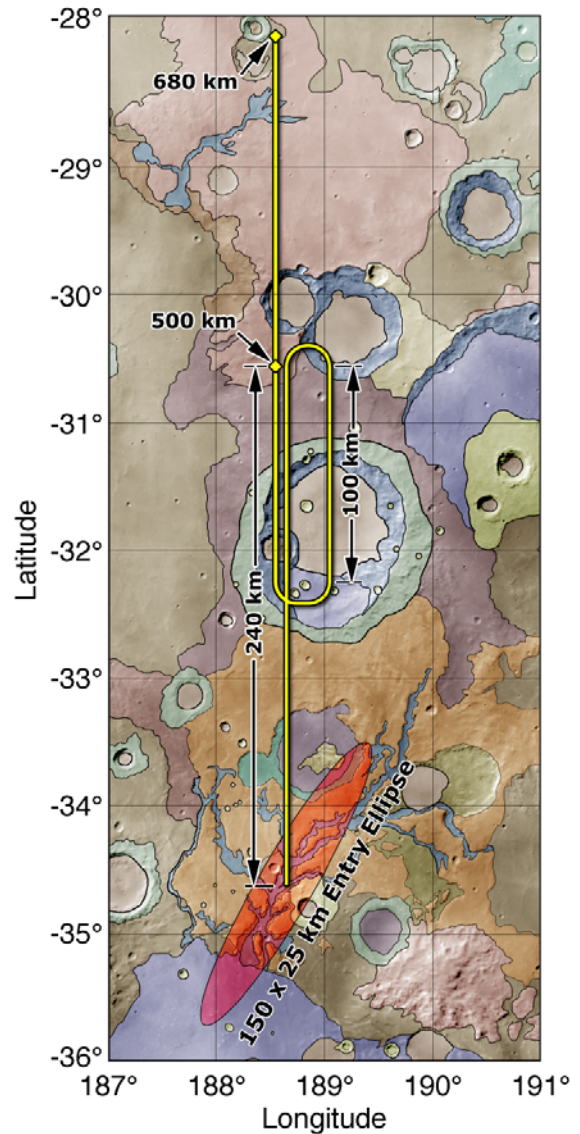 -28°
680 km
-29°
-30°
500 km
-31°
100 km
Latitude
-32°
240 km
-33°
-34°
150 x 25 km Entry Ellipse
-35°
-36°
187° 188° 189° 190° 191°
Longitude